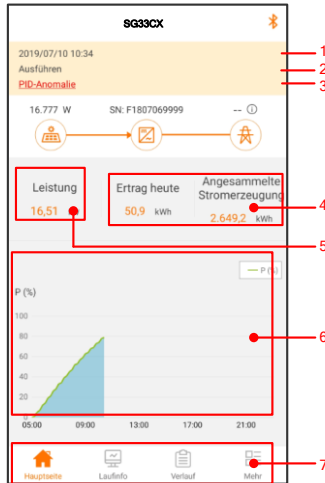 SG33CX
2019/07/10 10:34
1
Ausführen
2
PID-Anomalie
3
16.777 W
SN: F1807069999
--
Leistung
16,51
Ertrag heute
50,9 kWh
Angesammelte
Stromerzeugung
2.649,2 kWh
4
5
P (%)
P (%)
100
80
60
40
20
0
6
05:00 09:00 13:00 17:00 21:00
Hauptseite Laufinfo Verlauf Mehr
7